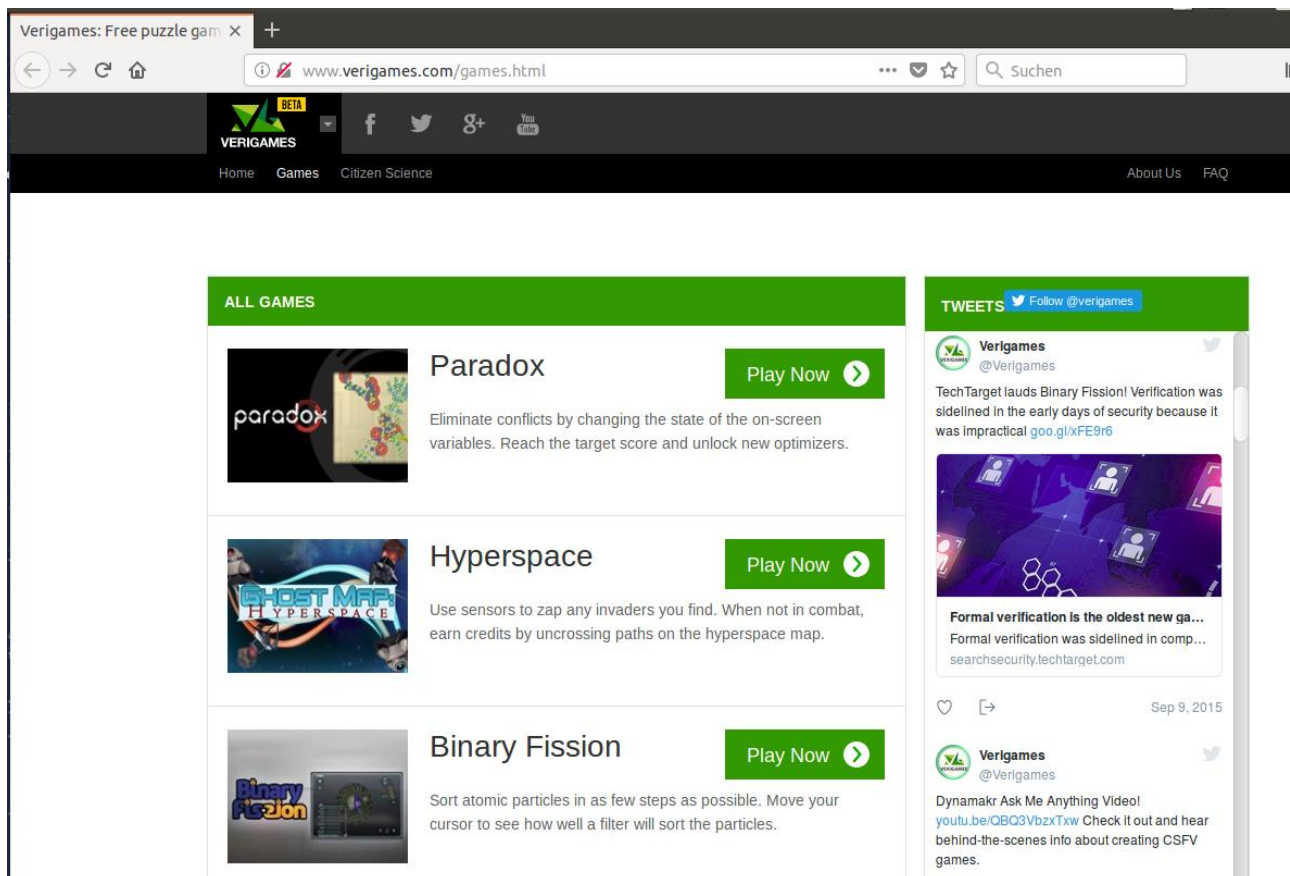 Verigames: Free puzzle gam
www.verigames.com/games.html
Suchen
BETA
VERIGAMES
You
Tube
Home Games Citizen Science About Us FAQ
ALL GAMES
paradox
Paradox
Play Now
Eliminate conflicts by changing the state of the on-screen
variables. Reach the target score and unlock new optimizers.
GHOST MAP:
HYPERSPACE
Hyperspace
Play Now
Use sensors to zap any invaders you find. When not in combat,
earn credits by uncrossing paths on the hyperspace map.
Binary
Fission
Binary Fission
Play Now
Sort atomic particles in as few steps as possible. Move your
cursor to see how well a filter will sort the particles.
TWEETS Follow @verigames
Verigames
@Verigames
TechTarget lauds Binary Fission! Verification was
sidelined in the early days of security because it
was impractical goo.gl/xFE9r6
Formal verification is the oldest new ga...
Formal verification was sidelined in comp...
searchsecurity.techtarget.com
Sep 9, 2015
Verigames
@Verigames
Dynamakr Ask Me Anything Video!
youtu.be/QBQ3VbzxTxw Check it out and hear
behind-the-scenes info about creating CSFV
games.